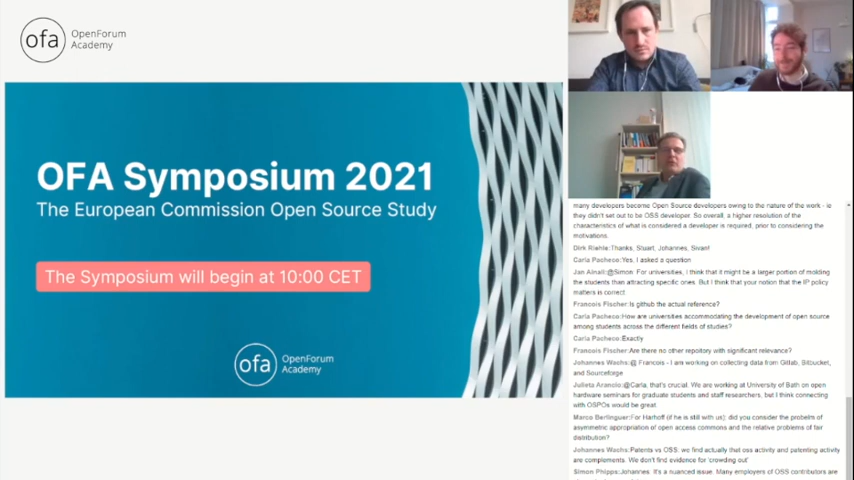 ofa OpenForum
Academy
OFA Symposium 2021
The European Commission Open Source Study
The Symposium will begin at 10:00 CET
ofa OpenForum
Academy
many developers become Open Source developers owing to the nature of the work - ie
they didn't set out to be OSS developer. So overall, a higher resolution of the
characteristics of what is considered a developer is required, prior to considering the
motivations.
Dirk Riehle:Thanks, Stuart, Johannes, Sivan!
Carla Pacheco:Yes, I asked a question
Jan Ainali:@Simon. For universities, I think that it might be a larger portion of molding
the students than attracting specific ones. But I think that your notion that the IP policy
matters is correct
Francois Fischer:Is github the actual reference?
Carla Pacheco:How are universities accommodating the development of open source
among students across the different fields of studies?
Carla Pacheco:Exactly
Francois Fischer:Are there no other repoitory with significant relevance?
Johannes Wachs:@ Francois - I am working on collecting data from Gitlab, Bitbucket,
and Sourceforge
Julieta Arancio:@Carla, that's crucial. We are working at University of Bath on open
hardware seminars for graduate students and staff researchers, but I think connecting
with OSPOs would be great
Marco Berlinguer:For Harhoff (if he is still with us): did you consider the of
asymmetric appropriation of open access commons and the relative problems of fair
distribution?
Johannes Wachs:Patents vs OSS: we find actually that oss activity and patenting activity
are complements. We don't find evidence for 'crowding out'
Simon Phipps:Johannes: It's a nuanced issue. Many employers of OSS contributors are